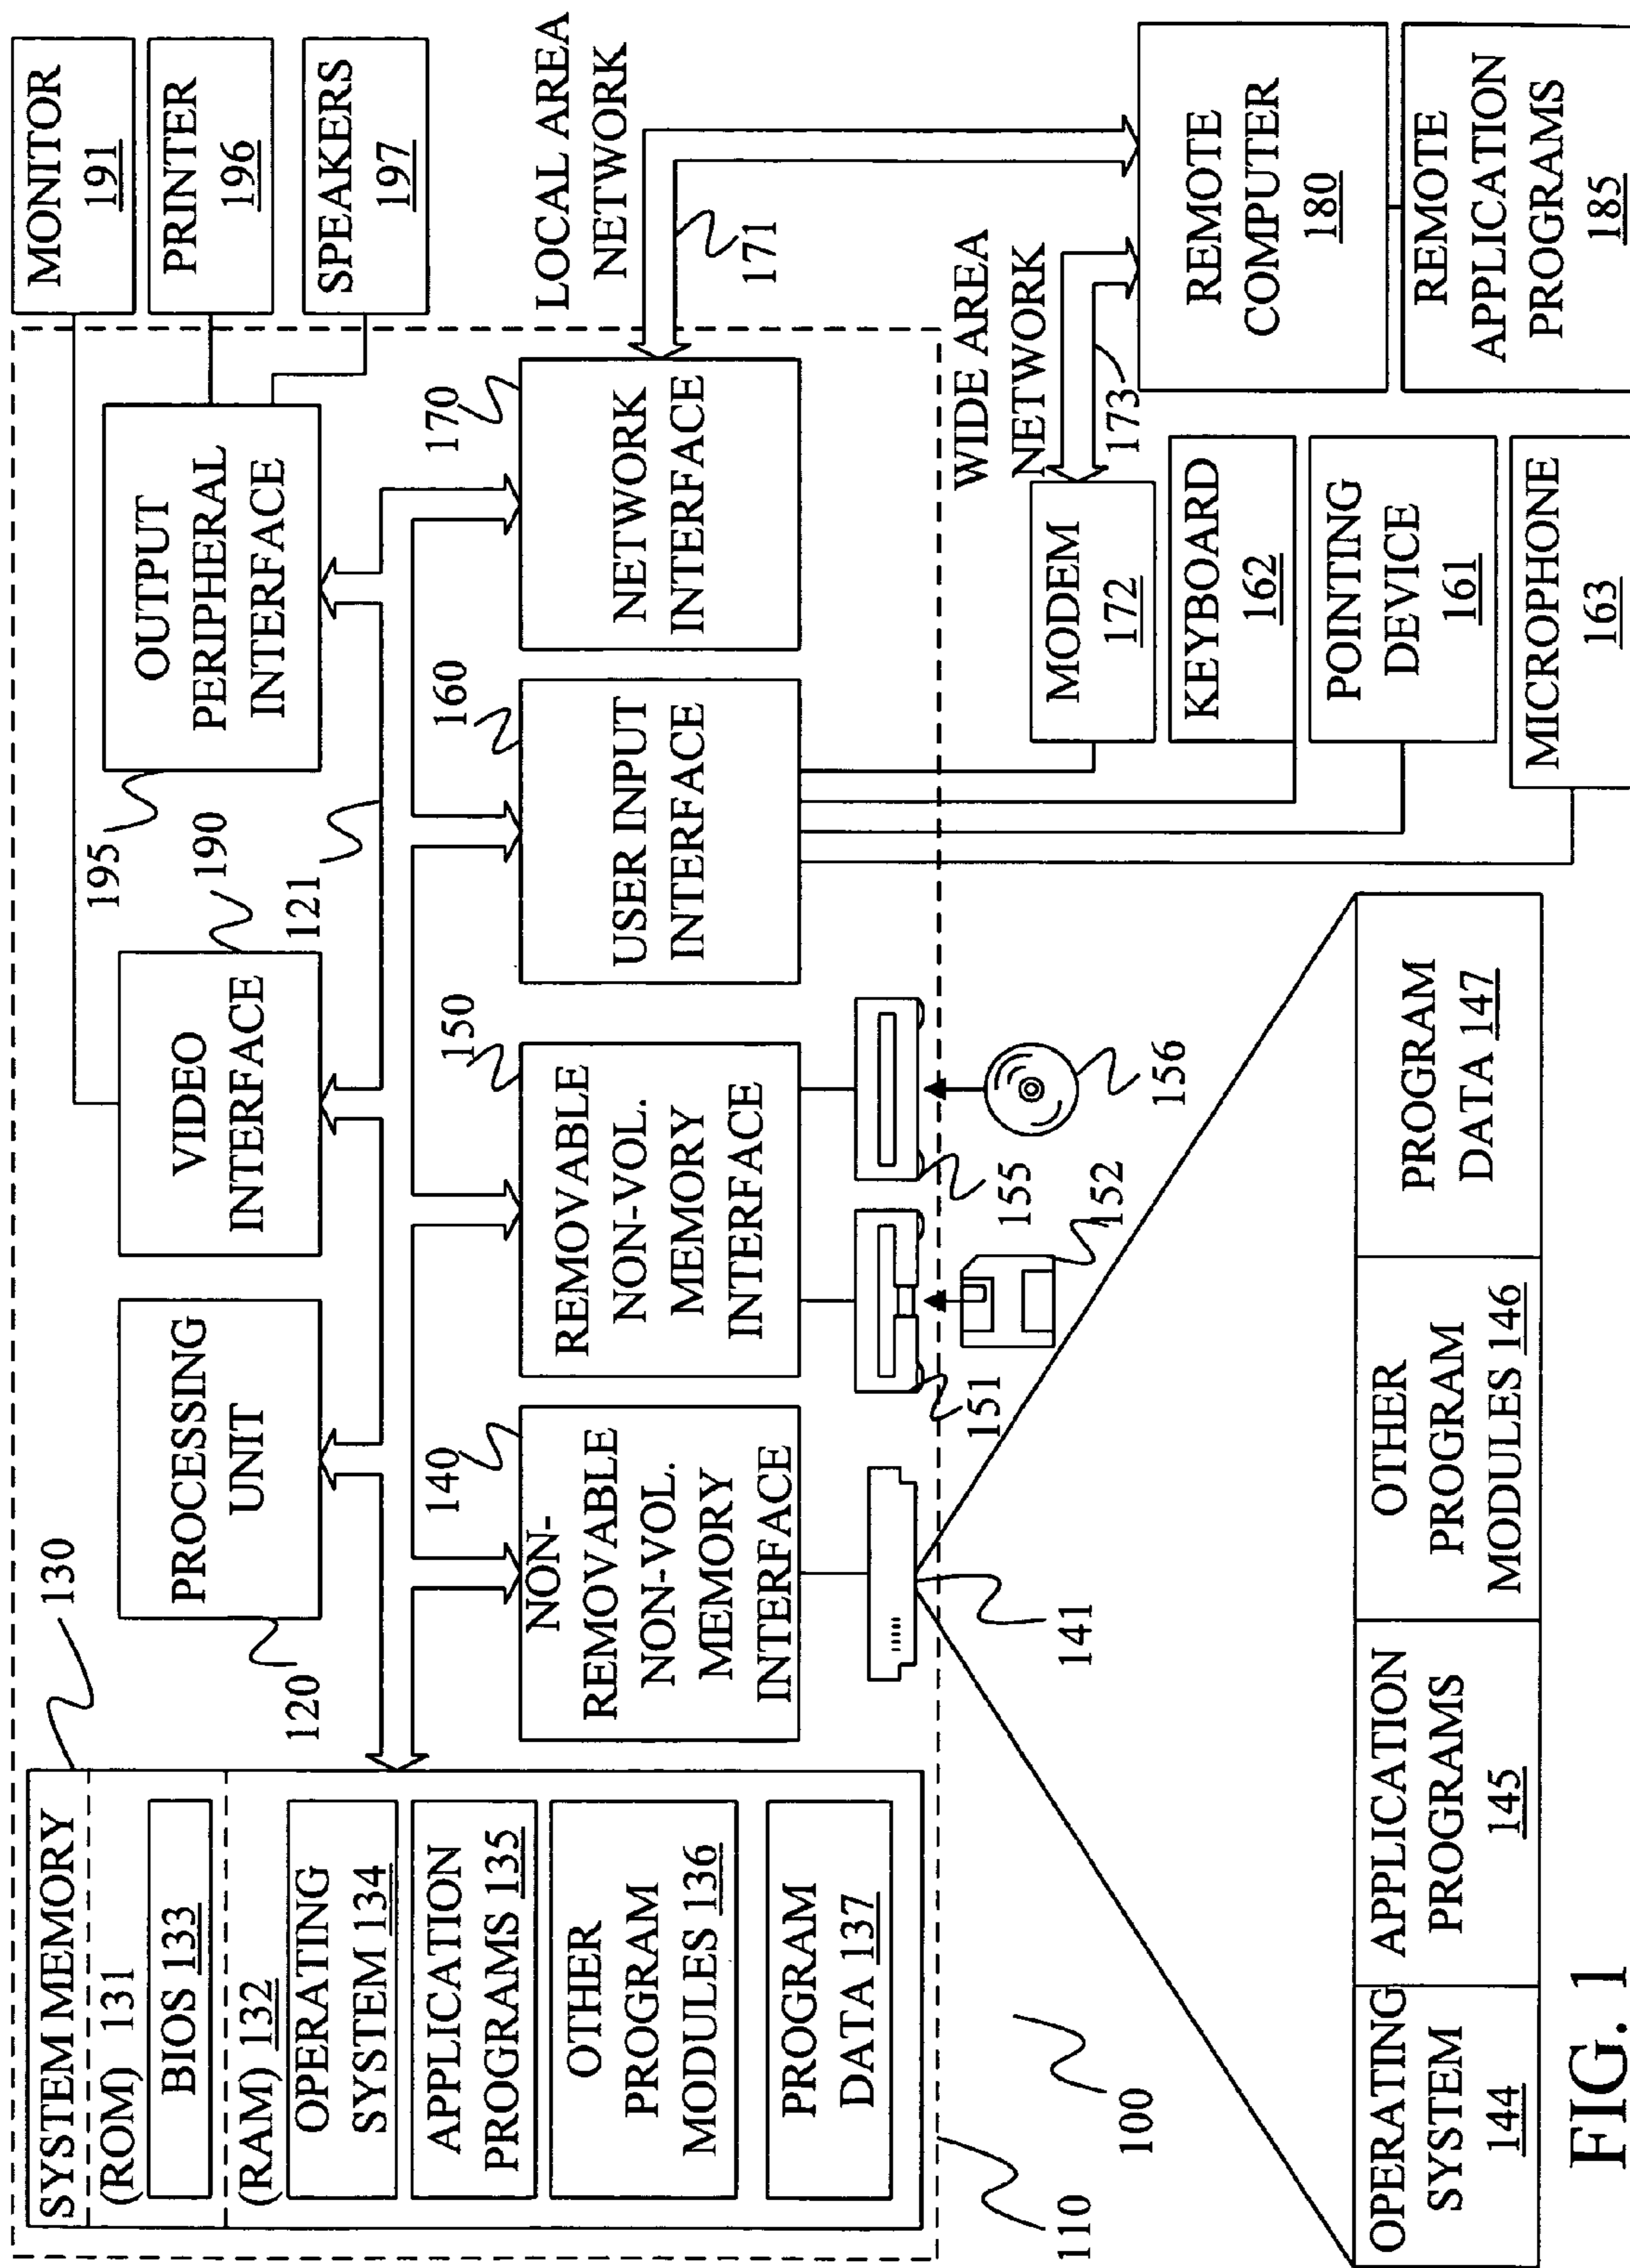 SYSTEM MEMORY
(ROM) 131
BIOS 133
(RAM) 132
OPERATING
SYSTEM 134
APPLICATION
PROGRAMS 135
OTHER
PROGRAM
MODULES 136
PROGRAM
DATA 137
130
PROCESSING
UNIT
120
VIDEO
INTERFACE
190
121
OUTPUT
PERIPHERAL
INTERFACE
195
MONITOR
191
PRINTER
196
SPEAKERS
197
NON-
REMOVABLE
NON-VOL.
MEMORY
INTERFACE
140
REMOVABLE
NON-VOL.
MEMORY
INTERFACE
150
USER INPUT
INTERFACE
160
NETWORK
INTERFACE
170
LOCAL AREA
NETWORK
171
141
151
152
155
156
WIDE AREA
NETWORK
173
MODEM
172
KEYBOARD
162
POINTING
DEVICE
161
MICROPHONE
163
REMOTE
COMPUTER
180
REMOTE
APPLICATION
PROGRAMS
185
110
100
OPERATING
SYSTEM
144
APPLICATION
PROGRAMS
145
OTHER
PROGRAM
MODULES 146
PROGRAM
DATA 147
FIG. 1